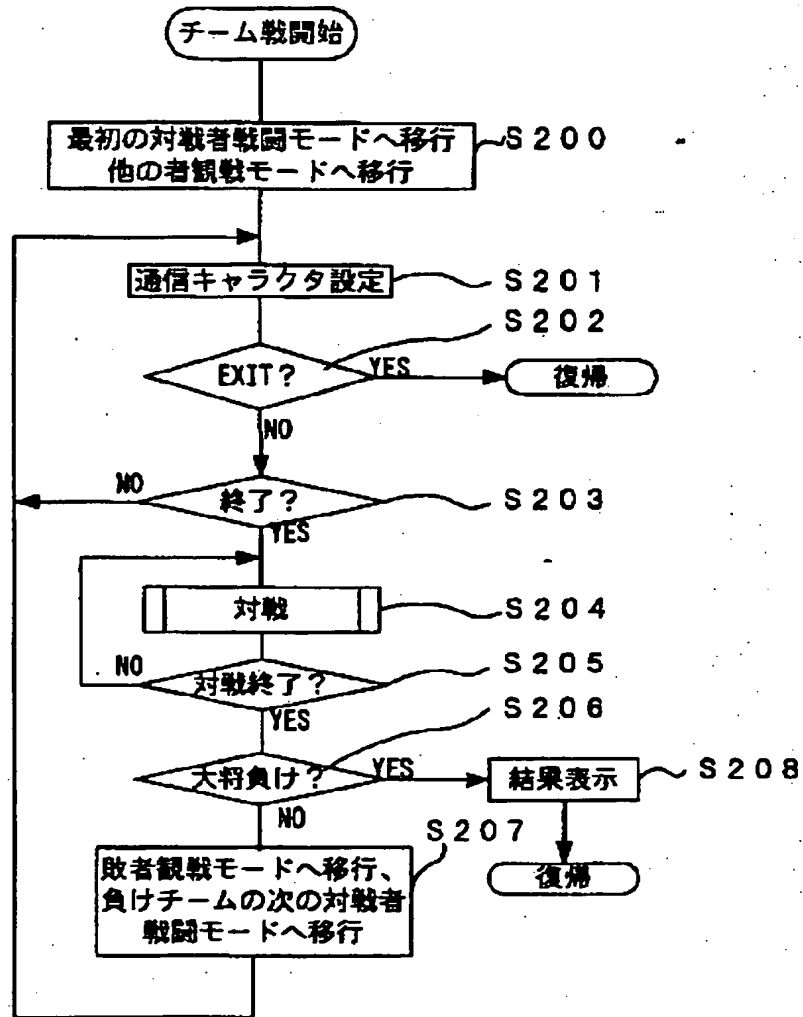 チーム戦開始
最初の対戦者戦闘モードへ移行
他の者観戦モードへ移行
S200
通信キャラクタ設定
S201
S202
EXIT?
YES
復帰
NO
NO
終了?
S203
YES
対戦
S204
NO
対戦終了?
S205
YES
S206
大将負け?
YES
結果表示
S208
NO
S207
敗者観戦モードへ移行、
負けチームの次の対戦者
戦闘モードへ移行
復帰